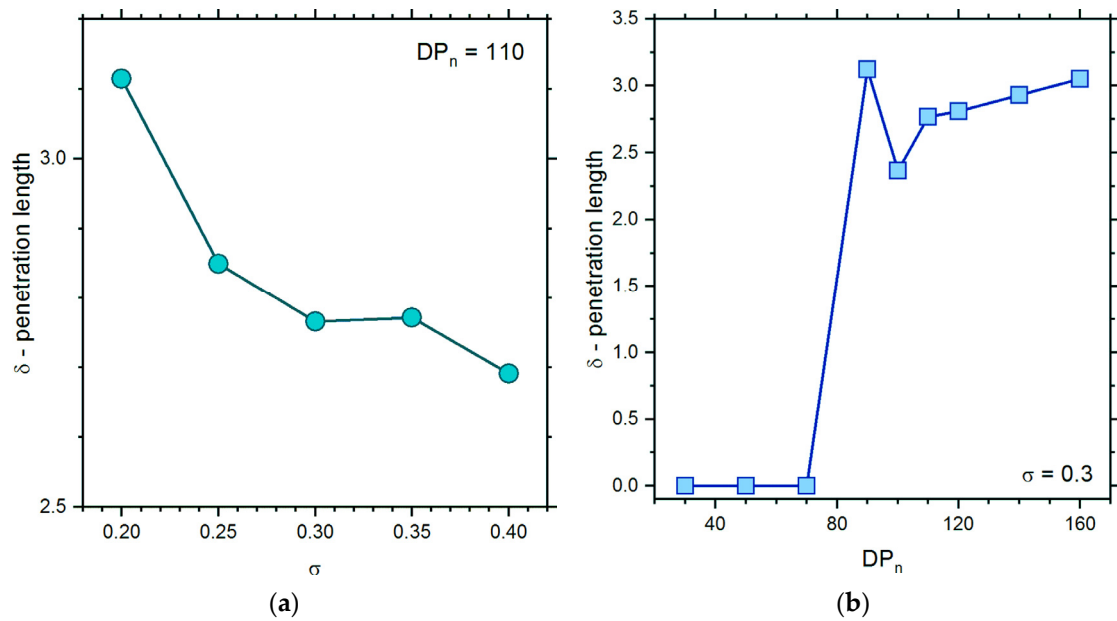 DPn = 110
δ - penetration length
3.0
2.5
0.20 0.25 0.30 0.35 0.40
σ
(a)
δ - penetration length
3.5
3.0
2.5
2.0
1.5
1.0
0.5
0.0
σ = 0.3
40 80 120 160
DPn
(b)